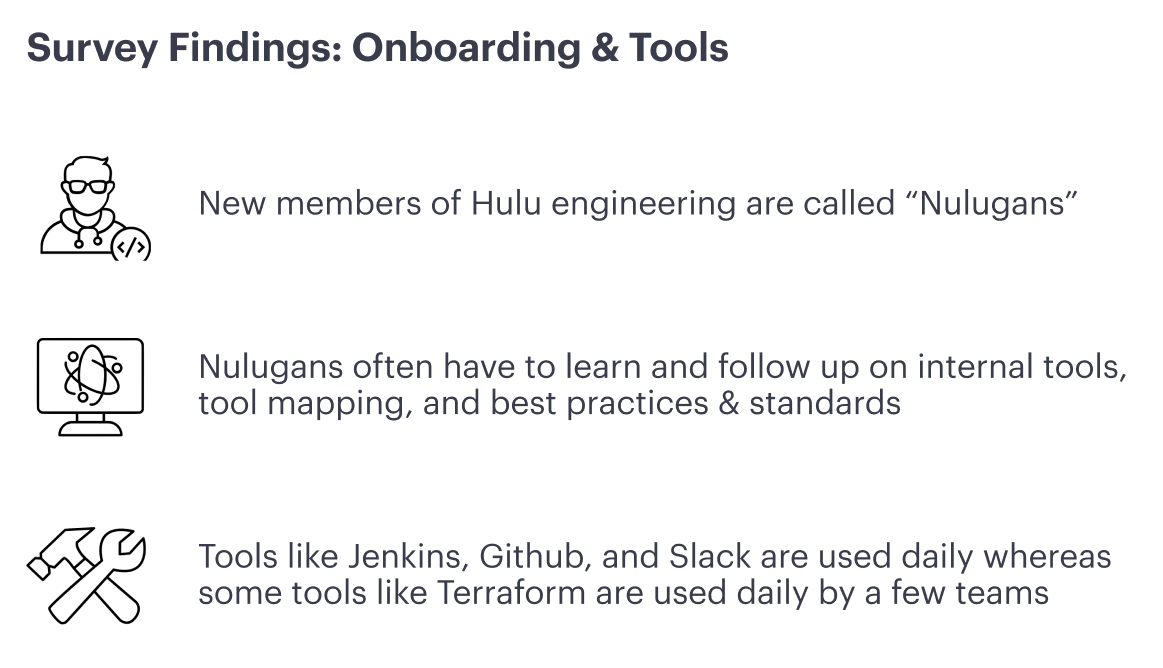 Survey Findings: Onboarding & Tools
New members of Hulu engineering are called “Nulugans”
Nulugans often have to learn and follow up on internal tools,
tool mapping, and best practices & standards
Tools like Jenkins, Github, and Slack are used daily whereas
some tools like Terraform are used daily by a few teams